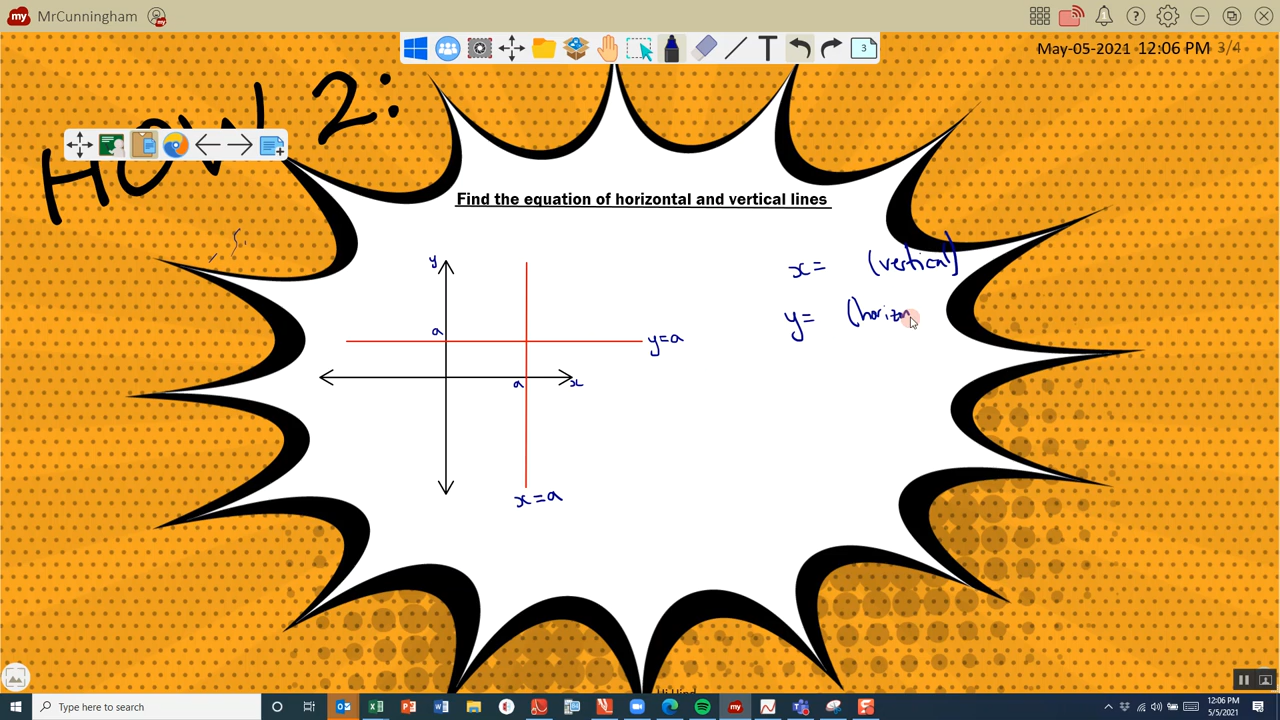 MrCunningham
May-05-2021 12:06 PM 3/4
HOW 2:
Find the equation of horizontal and vertical lines
y
a
y=a
a
x
x=a
x= (vertical)
y= (horizon
Type here to search
12:06 PM
5/5/2021